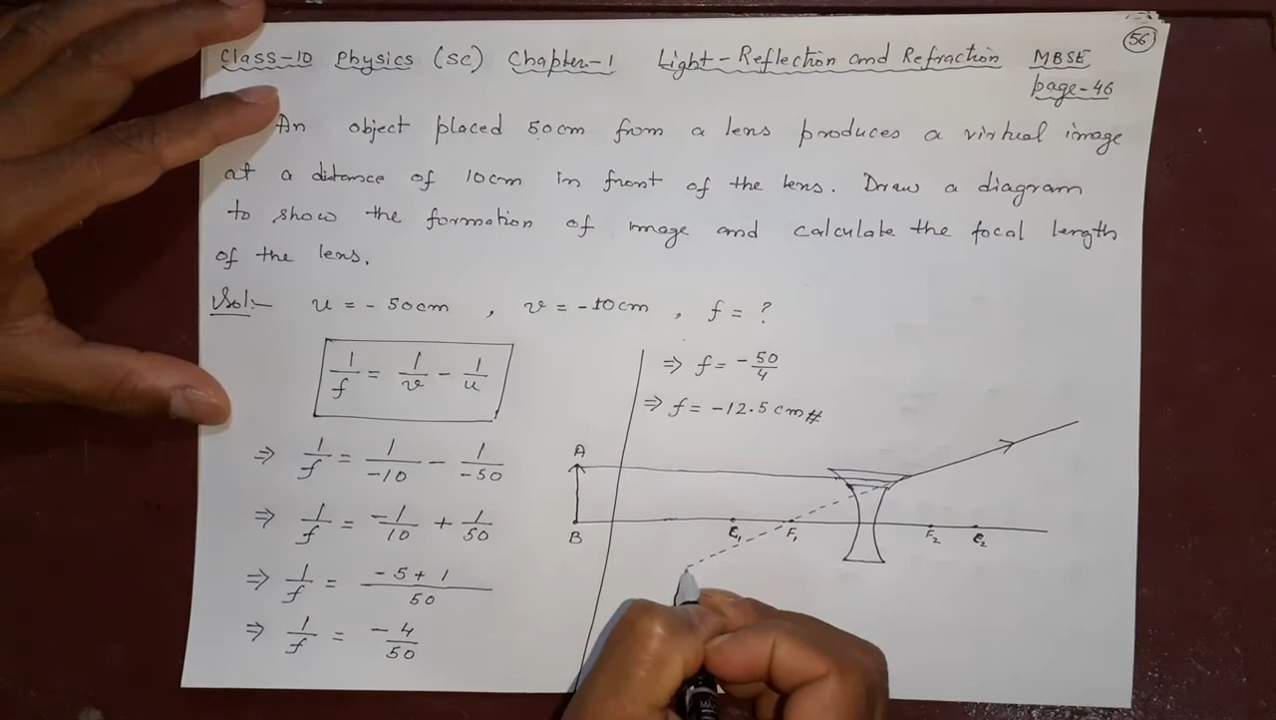 56
Class-10 Physics (SC) Chapter-1 Light-Reflection and Refraction MBSE
page-46
An object placed 50cm from a lens produces a virtual image
at a distance of 10cm in front of the lens. Draw a diagram
to show the formation of image and calculate the focal length
of the lens.
Sol:- u = - 50cm , v = -10cm , f = ?
1/f = 1/v - 1/u
⇒ 1/f = 1/-10 - 1/-50
⇒ 1/f = -1/10 + 1/50
⇒ 1/f = -5+1/50
⇒ 1/f = -4/50
⇒ f = -50/4
⇒ f = -12.5 cm #
A
B C₁ F₁ F₂ C₂